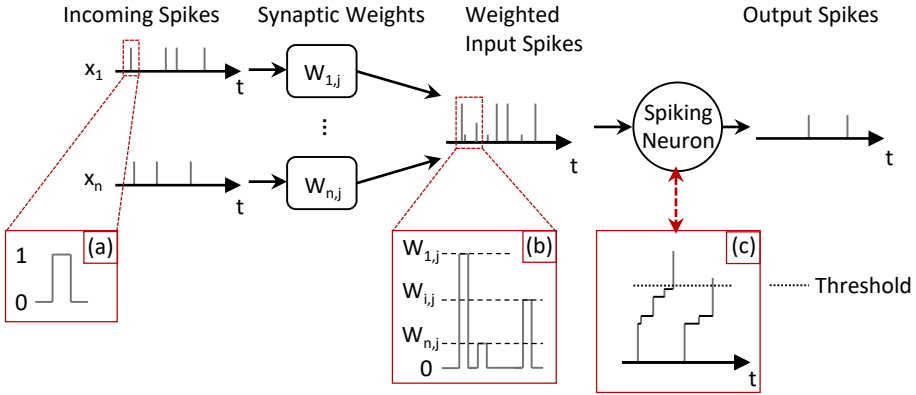 Incoming Spikes
Synaptic Weights
Weighted
Input Spikes
Output Spikes
x1
t
W1,j
...
xn
t
Wn,j
t
Spiking
Neuron
t
(a)
1
0
(b)
W1,j
Wi,j
Wn,j
0
(c)
t
Threshold